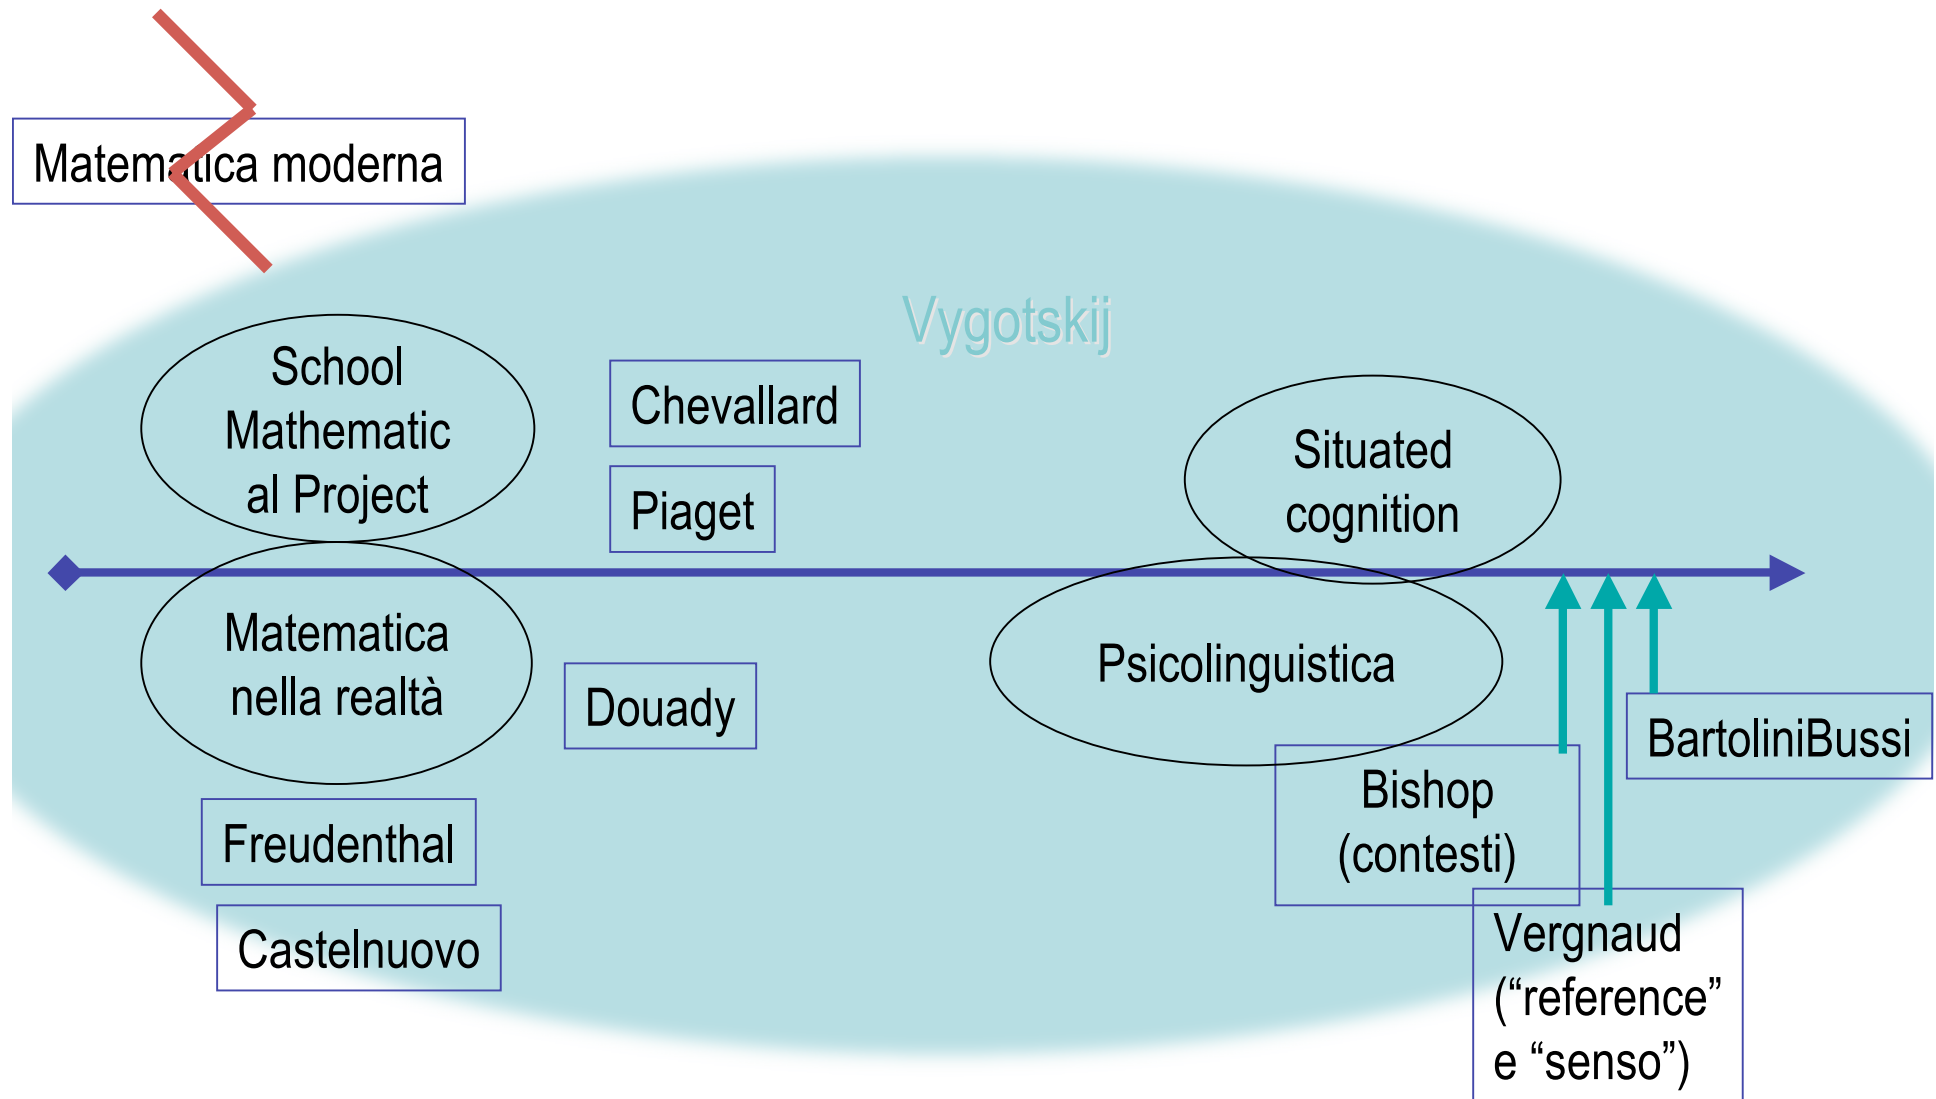 Matematica moderna
Vygotskij
School
Mathematic
al Project
Chevallard
Piaget
Situated
cognition
Matematica
nella realtà
Douady
Psicolinguistica
BartoliniBussi
Bishop
(contesti)
Freudenthal
Castelnuovo
Vergnaud
(“reference”
e “senso”)